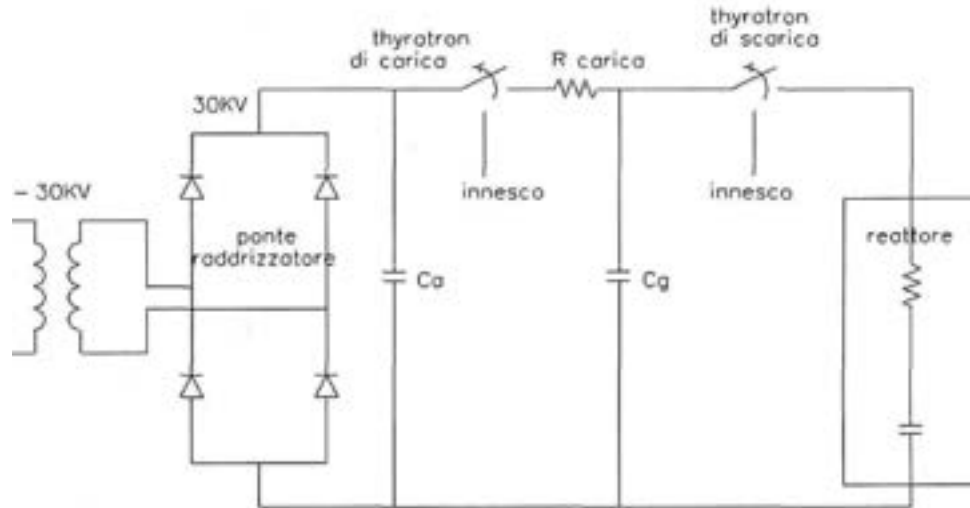 thyratron
di carica
R carica
thyratron
di scarica
30KV
innesco
innesco
– 30KV
ponte
raddrizzatore
reattore
Ca
Cg